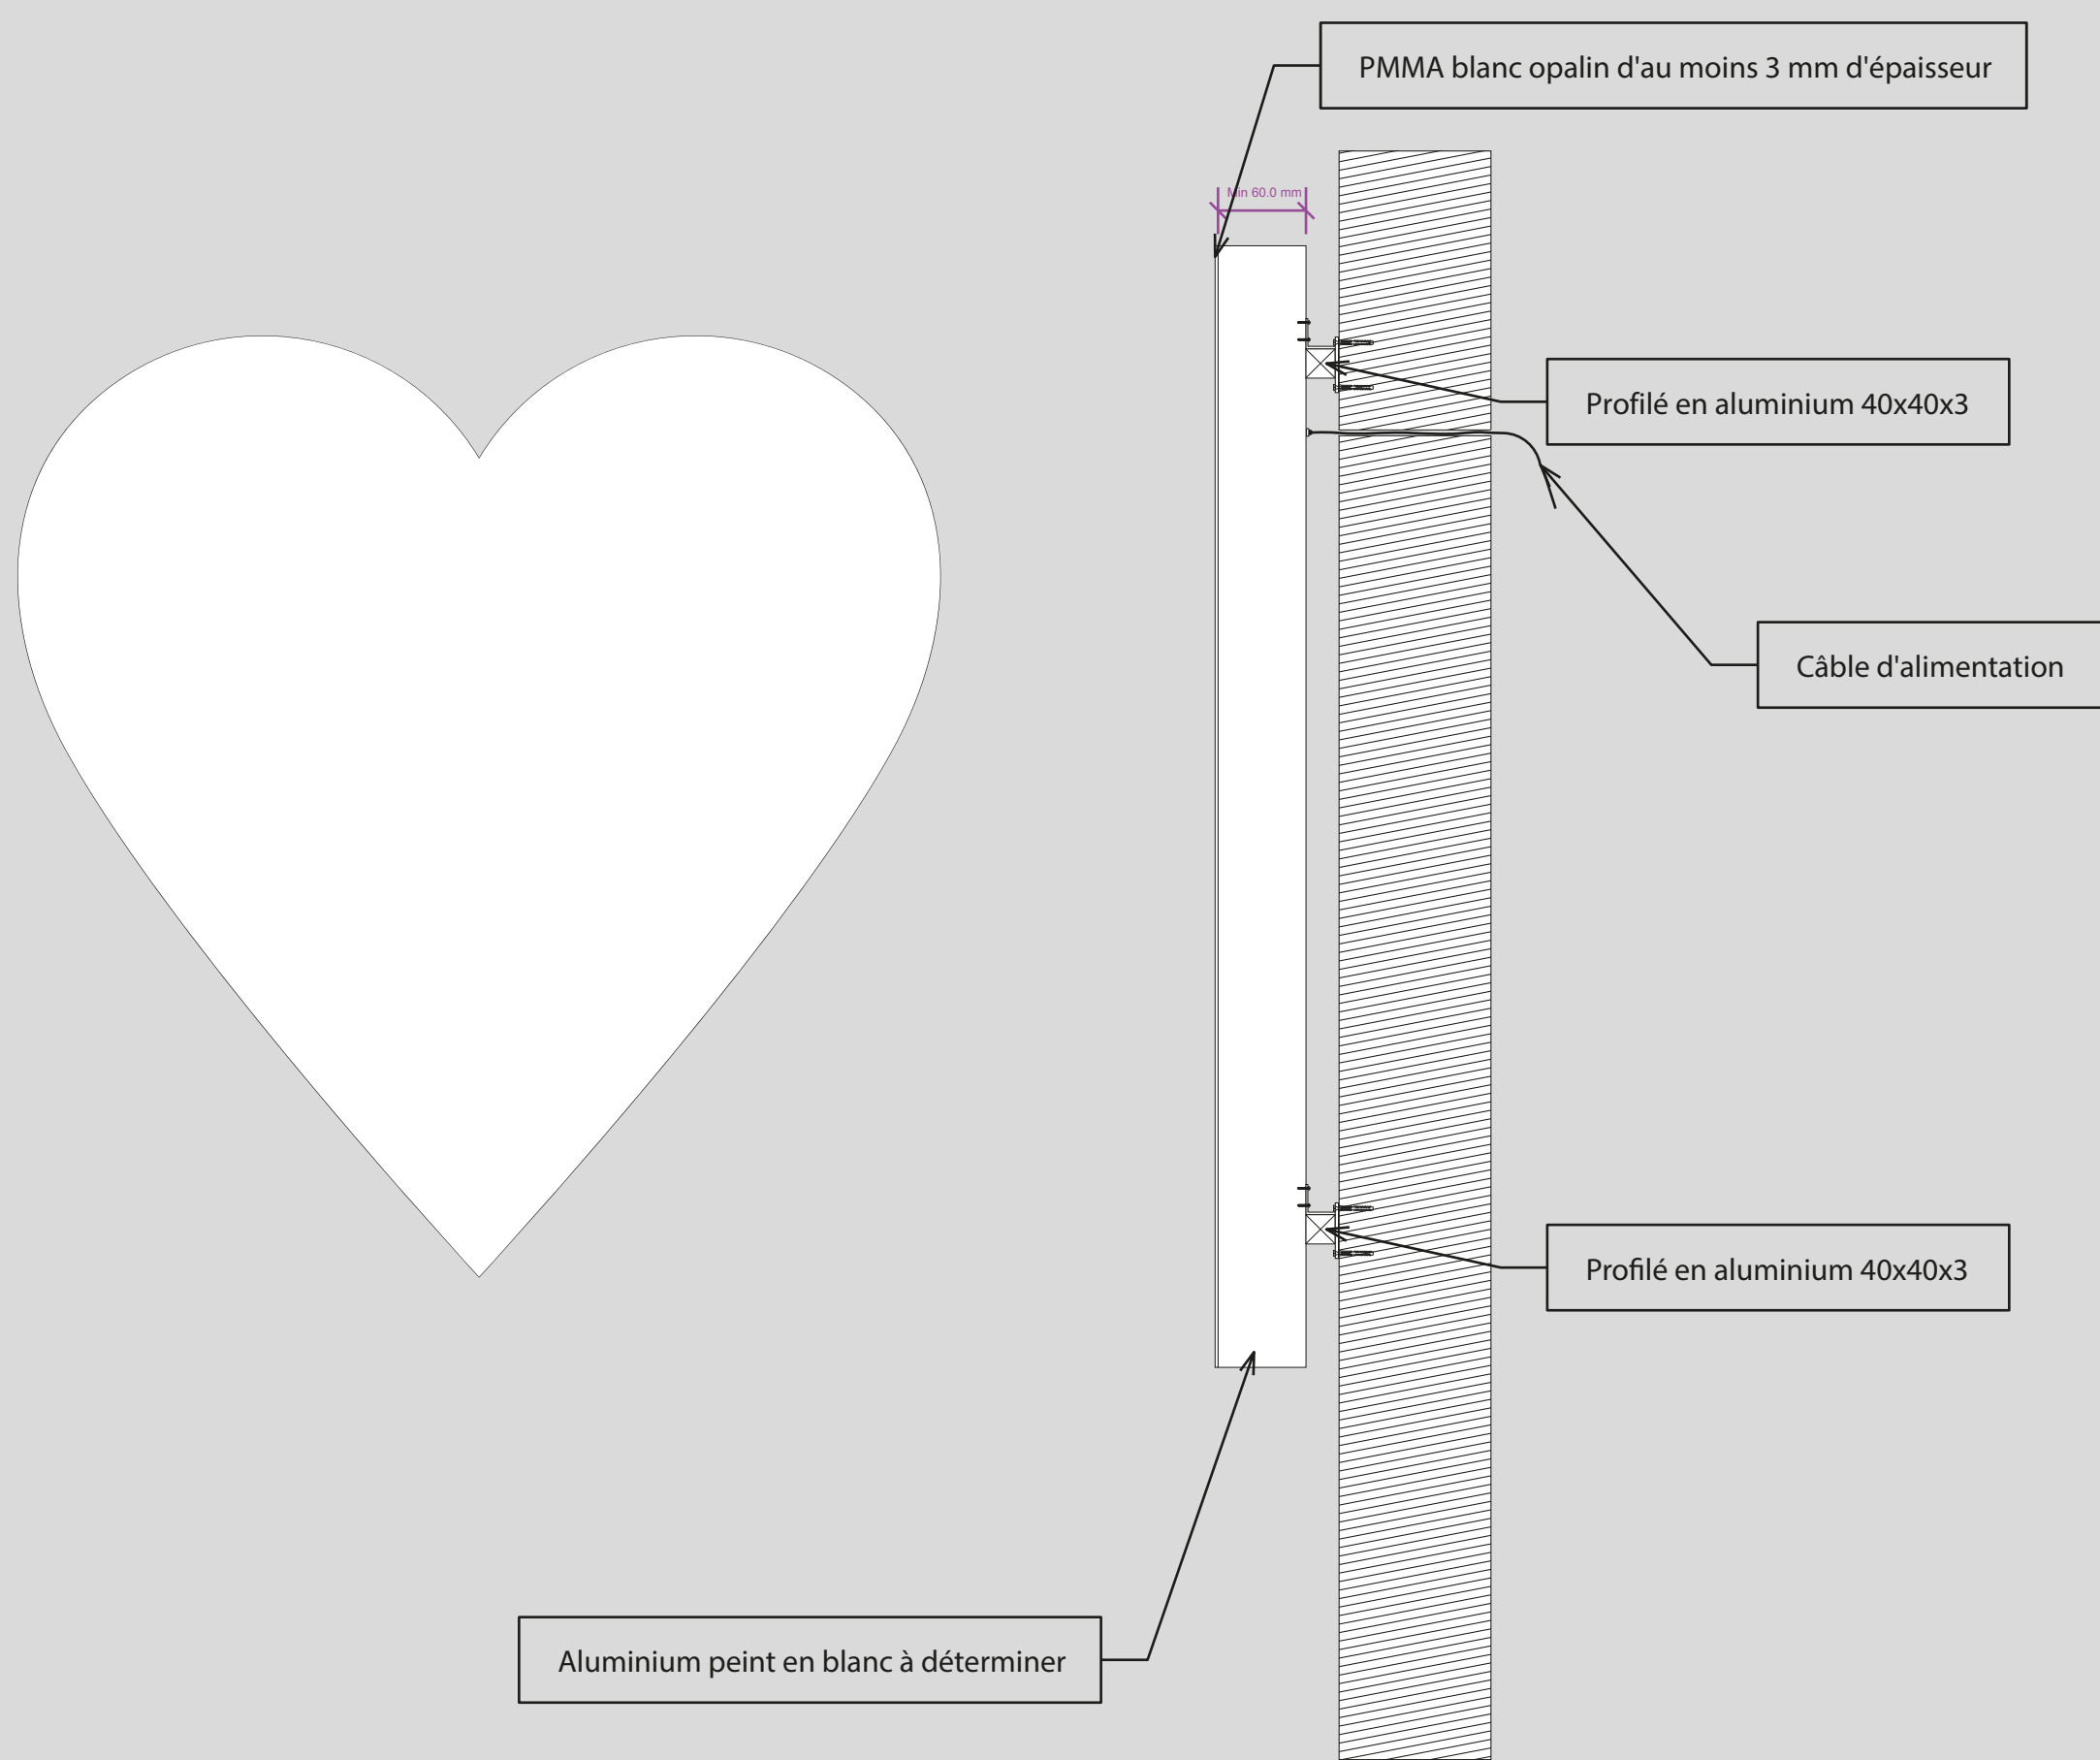 PMMA blanc opalin d'au moins 3 mm d'épaisseur
Min 60.0 mm
Profilé en aluminium 40x40x3
Câble d'alimentation
Profilé en aluminium 40x40x3
Aluminium peint en blanc à déterminer